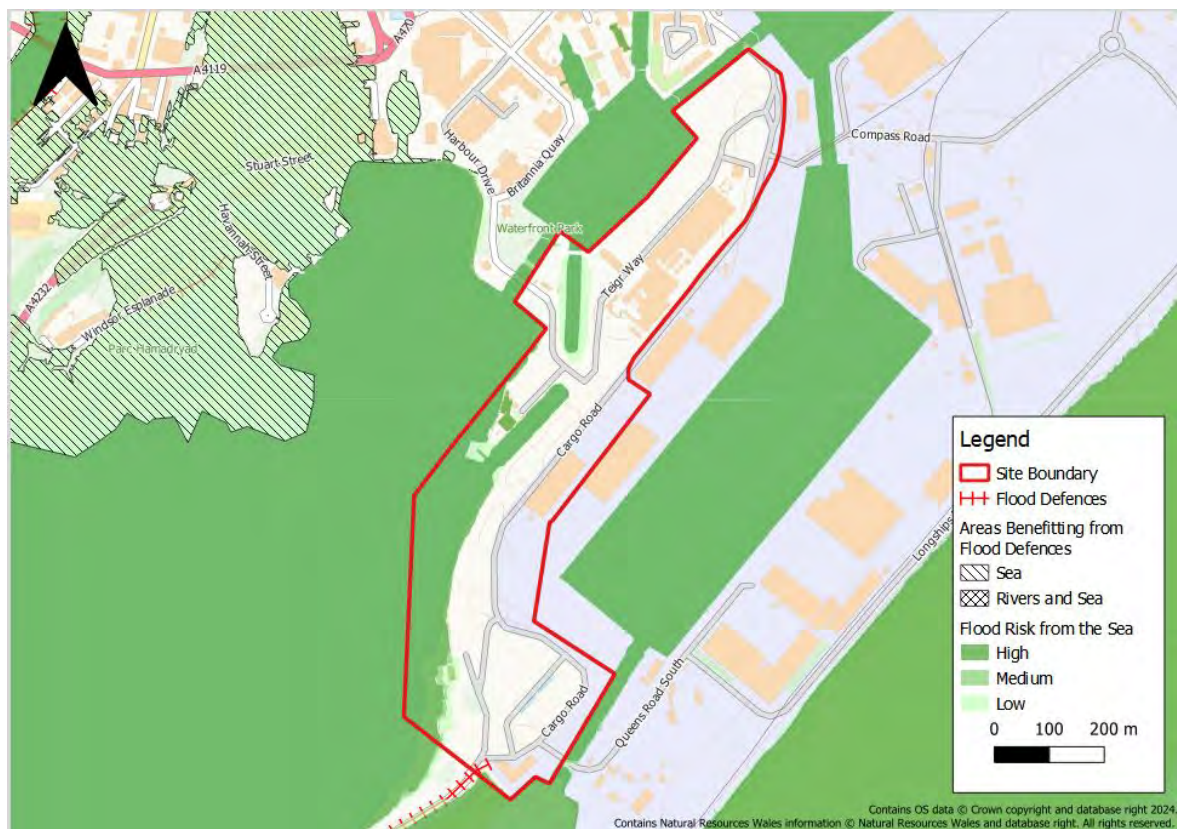 A4119
A470
Stuart Street
Havannah Street
A4232
Windsor Esplanade
Parc Hamadryad
Harbour Drive
Britannia Quay
Waterfront Park
Teigr Way
Compass Road
Cargo Road
Cargo Road
Queens Road South
Longships
Legend
Site Boundary
Flood Defences
Areas Benefitting from
Flood Defences
Sea
Rivers and Sea
Flood Risk from the Sea
High
Medium
Low
0 100 200 m
Contains OS data © Crown copyright and database right 2024.
Contains Natural Resources Wales information © Natural Resources Wales and database right. All rights reserved.